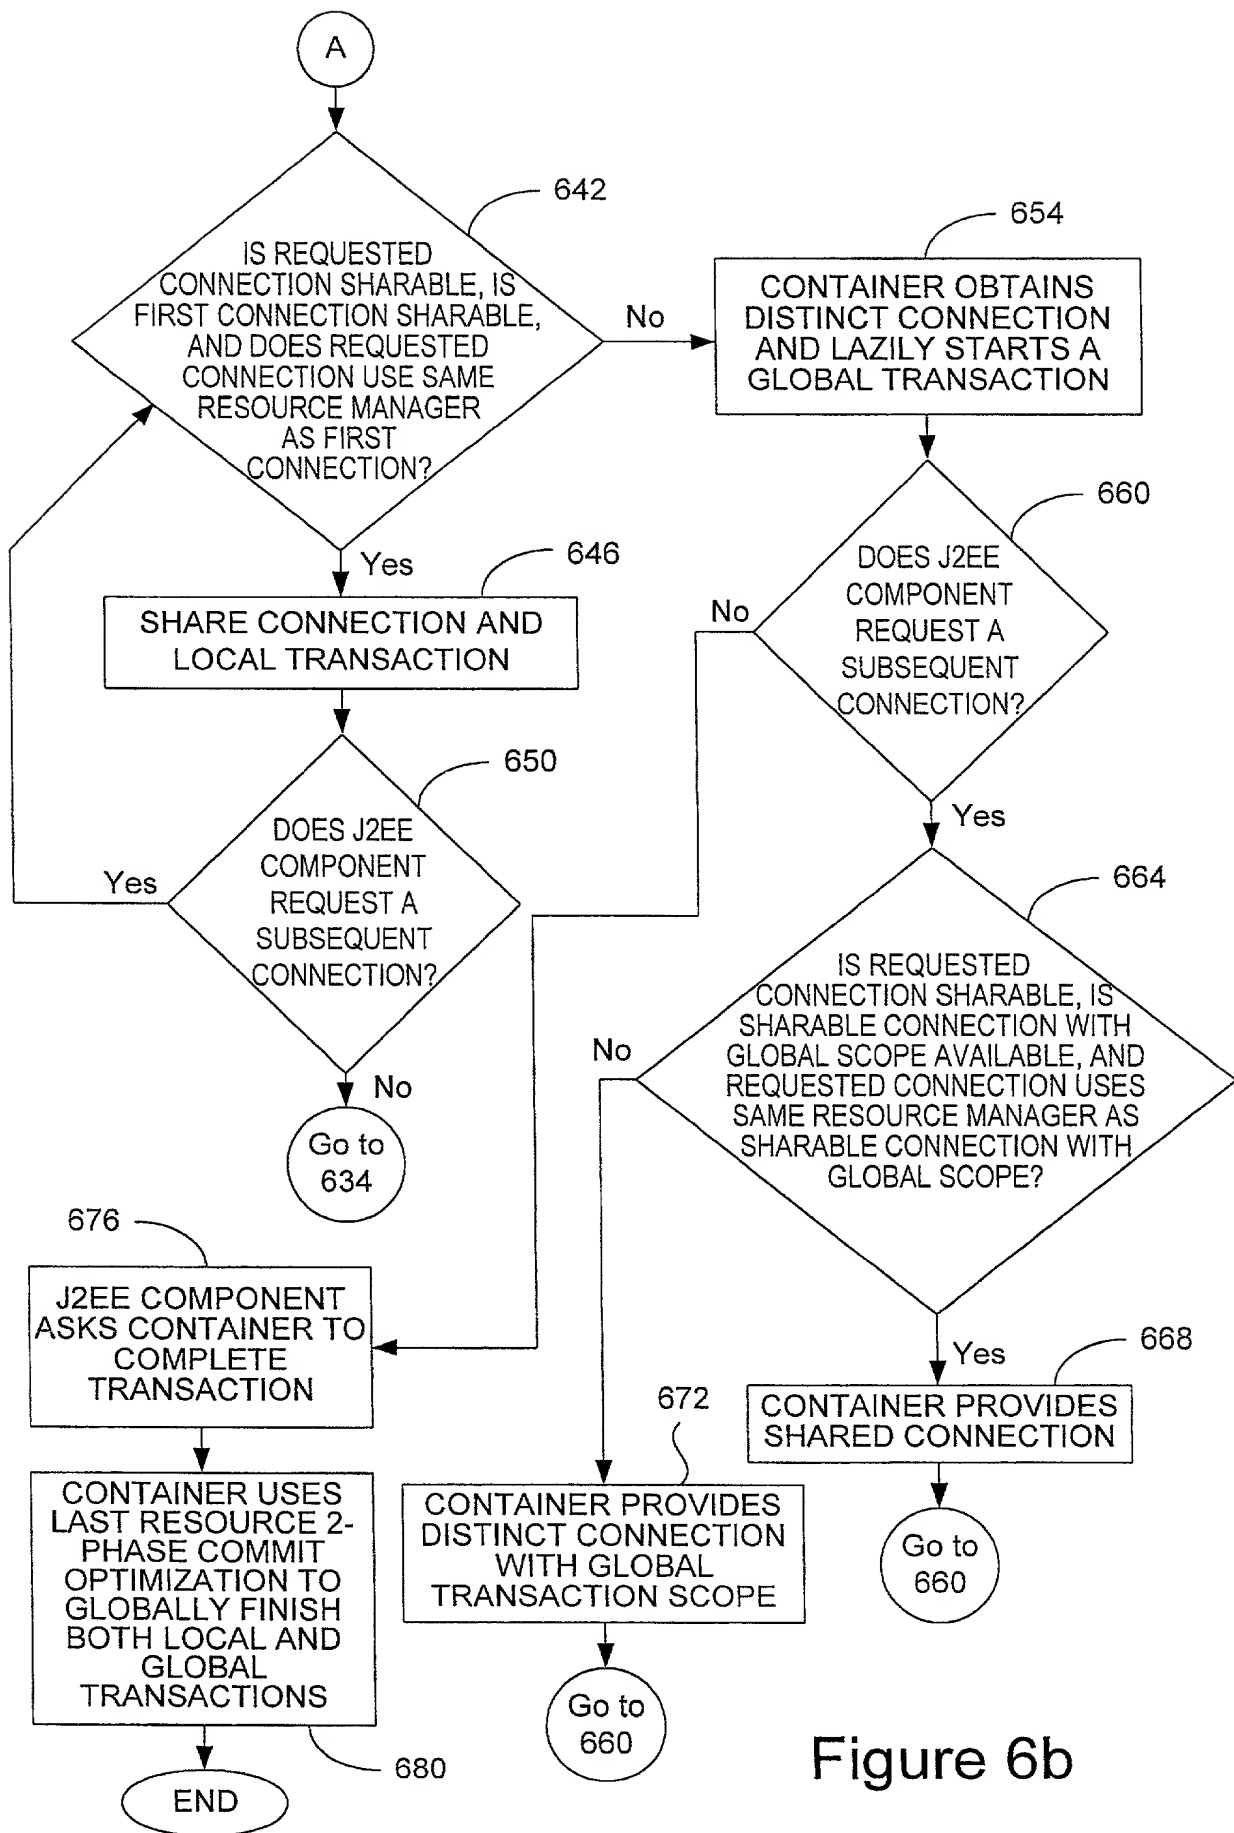 A
642
IS REQUESTED
CONNECTION SHARABLE, IS
FIRST CONNECTION SHARABLE,
AND DOES REQUESTED
CONNECTION USE SAME
RESOURCE MANAGER
AS FIRST
CONNECTION?
No
654
CONTAINER OBTAINS
DISTINCT CONNECTION
AND LAZILY STARTS A
GLOBAL TRANSACTION
Yes
646
SHARE CONNECTION AND
LOCAL TRANSACTION
660
DOES J2EE
COMPONENT
REQUEST A
SUBSEQUENT
CONNECTION?
No
Yes
650
DOES J2EE
COMPONENT
REQUEST A
SUBSEQUENT
CONNECTION?
Yes
No
Go to
634
664
IS REQUESTED
CONNECTION SHARABLE, IS
SHARABLE CONNECTION WITH
GLOBAL SCOPE AVAILABLE, AND
REQUESTED CONNECTION USES
SAME RESOURCE MANAGER AS
SHARABLE CONNECTION WITH
GLOBAL SCOPE?
No
Yes
668
CONTAINER PROVIDES
SHARED CONNECTION
Go to
660
672
CONTAINER PROVIDES
DISTINCT CONNECTION
WITH GLOBAL
TRANSACTION SCOPE
Go to
660
676
J2EE COMPONENT
ASKS CONTAINER TO
COMPLETE
TRANSACTION
CONTAINER USES
LAST RESOURCE 2-
PHASE COMMIT
OPTIMIZATION TO
GLOBALLY FINISH
BOTH LOCAL AND
GLOBAL
TRANSACTIONS
680
END
Figure 6b